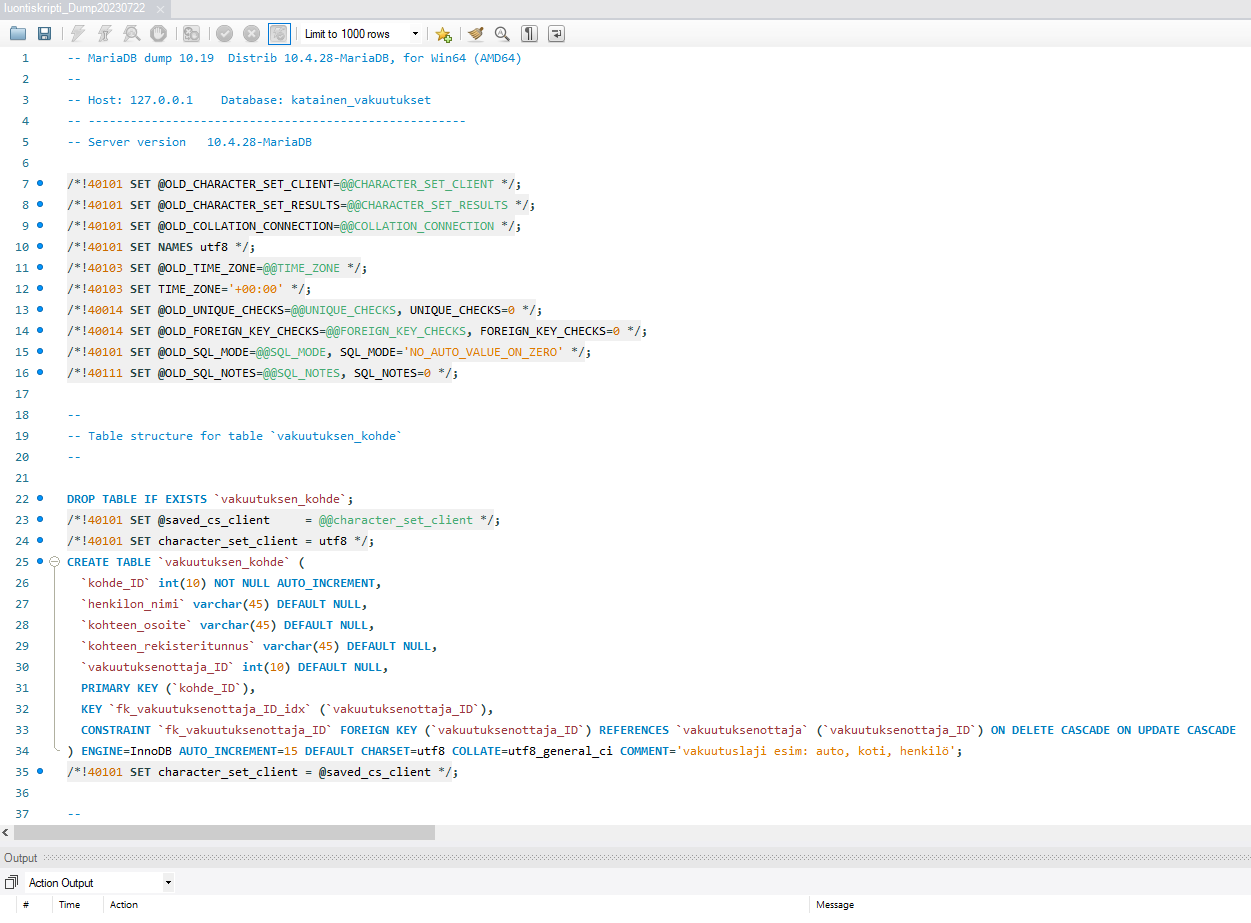 luontiskripti_Dump20230722 ×
Limit to 1000 rows
1 -- MariaDB dump 10.19  Distrib 10.4.28-MariaDB, for Win64 (AMD64)
2 --
3 -- Host: 127.0.0.1    Database: katainen_vakuutukset
4 -- ------------------------------------------------------
5 -- Server version   10.4.28-MariaDB
6
7 /*!40101 SET @OLD_CHARACTER_SET_CLIENT=@@CHARACTER_SET_CLIENT */;
8 /*!40101 SET @OLD_CHARACTER_SET_RESULTS=@@CHARACTER_SET_RESULTS */;
9 /*!40101 SET @OLD_COLLATION_CONNECTION=@@COLLATION_CONNECTION */;
10 /*!40101 SET NAMES utf8 */;
11 /*!40103 SET @OLD_TIME_ZONE=@@TIME_ZONE */;
12 /*!40103 SET TIME_ZONE='+00:00' */;
13 /*!40014 SET @OLD_UNIQUE_CHECKS=@@UNIQUE_CHECKS, UNIQUE_CHECKS=0 */;
14 /*!40014 SET @OLD_FOREIGN_KEY_CHECKS=@@FOREIGN_KEY_CHECKS, FOREIGN_KEY_CHECKS=0 */;
15 /*!40101 SET @OLD_SQL_MODE=@@SQL_MODE, SQL_MODE='NO_AUTO_VALUE_ON_ZERO' */;
16 /*!40111 SET @OLD_SQL_NOTES=@@SQL_NOTES, SQL_NOTES=0 */;
17
18 --
19 -- Table structure for table `vakuutuksen_kohde`
20 --
21
22 DROP TABLE IF EXISTS `vakuutuksen_kohde`;
23 /*!40101 SET @saved_cs_client     = @@character_set_client */;
24 /*!40101 SET character_set_client = utf8 */;
25 CREATE TABLE `vakuutuksen_kohde` (
26 `kohde_ID` int(10) NOT NULL AUTO_INCREMENT,
27 `henkilon_nimi` varchar(45) DEFAULT NULL,
28 `kohteen_osoite` varchar(45) DEFAULT NULL,
29 `kohteen_rekisteritunnus` varchar(45) DEFAULT NULL,
30 `vakuutuksenottaja_ID` int(10) DEFAULT NULL,
31 PRIMARY KEY (`kohde_ID`),
32 KEY `fk_vakuutuksenottaja_ID_idx` (`vakuutuksenottaja_ID`),
33 CONSTRAINT `fk_vakuutuksenottaja_ID` FOREIGN KEY (`vakuutuksenottaja_ID`) REFERENCES `vakuutuksenottaja` (`vakuutuksenottaja_ID`) ON DELETE CASCADE ON UPDATE CASCADE
34 ) ENGINE=InnoDB AUTO_INCREMENT=15 DEFAULT CHARSET=utf8 COLLATE=utf8_general_ci COMMENT='vakuutuslaji esim: auto, koti, henkilö';
35 /*!40101 SET character_set_client = @saved_cs_client */;
36
37 --
Output
Action Output
# Time Action Message